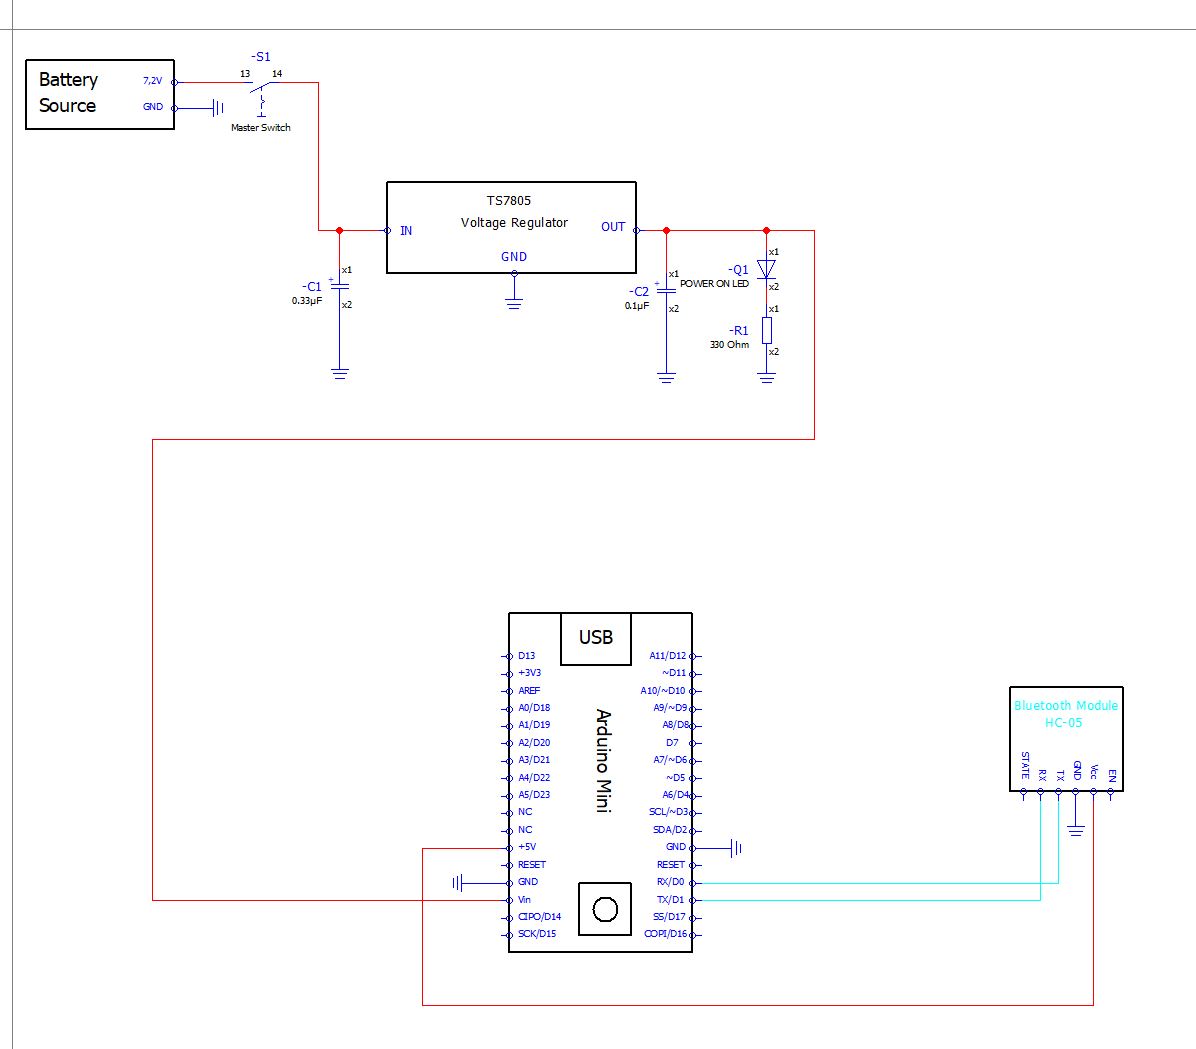 -S1
13 14
Battery
Source
7,2V
GND
Master Switch
TS7805
Voltage Regulator
IN
OUT
GND
-C1
0.33µF
+
x1
x2
-C2
0.1µF
+
x1
x2
-Q1
POWER ON LED
x1
x2
-R1
330 Ohm
x1
x2
USB
Arduino Mini
D13
+3V3
AREF
A0/D18
A1/D19
A2/D20
A3/D21
A4/D22
A5/D23
NC
NC
+5V
RESET
GND
Vin
CIPO/D14
SCK/D15
A11/D12
~D11
A10/~D10
A9/~D9
A8/D8
D7
A7/~D6
~D5
A6/D4
SCL/~D3
SDA/D2
GND
RESET
RX/D0
TX/D1
SS/D17
COPI/D16
Bluetooth Module
HC-05
STATE
RX
TX
GND
Vcc
EN